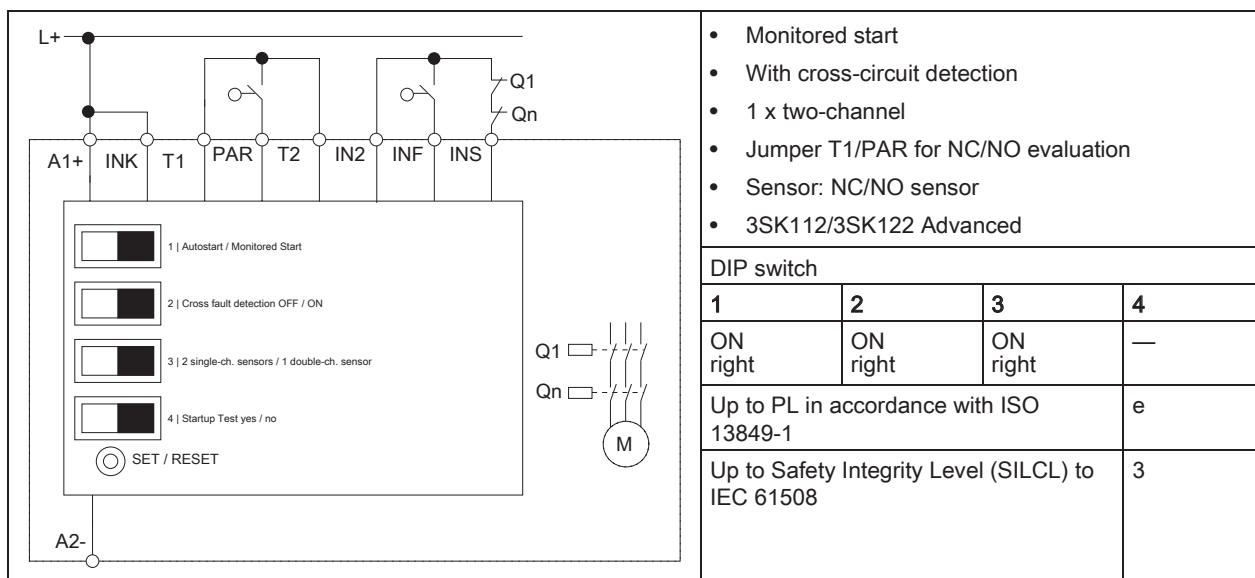 L+
Q1
Qn
A1+ INK T1 PAR T2 IN2 INF INS
1 | Autostart / Monitored Start
2 | Cross fault detection OFF / ON
3 | 2 single-ch. sensors / 1 double-ch. sensor
4 | Startup Test yes / no
SET / RESET
Q1
Qn
M
A2-
• Monitored start
• With cross-circuit detection
• 1 x two-channel
• Jumper T1/PAR for NC/NO evaluation
• Sensor: NC/NO sensor
• 3SK112/3SK122 Advanced
DIP switch
1 2 3 4
ON ON ON —
right right right
Up to PL in accordance with ISO e
13849-1
Up to Safety Integrity Level (SILCL) to 3
IEC 61508